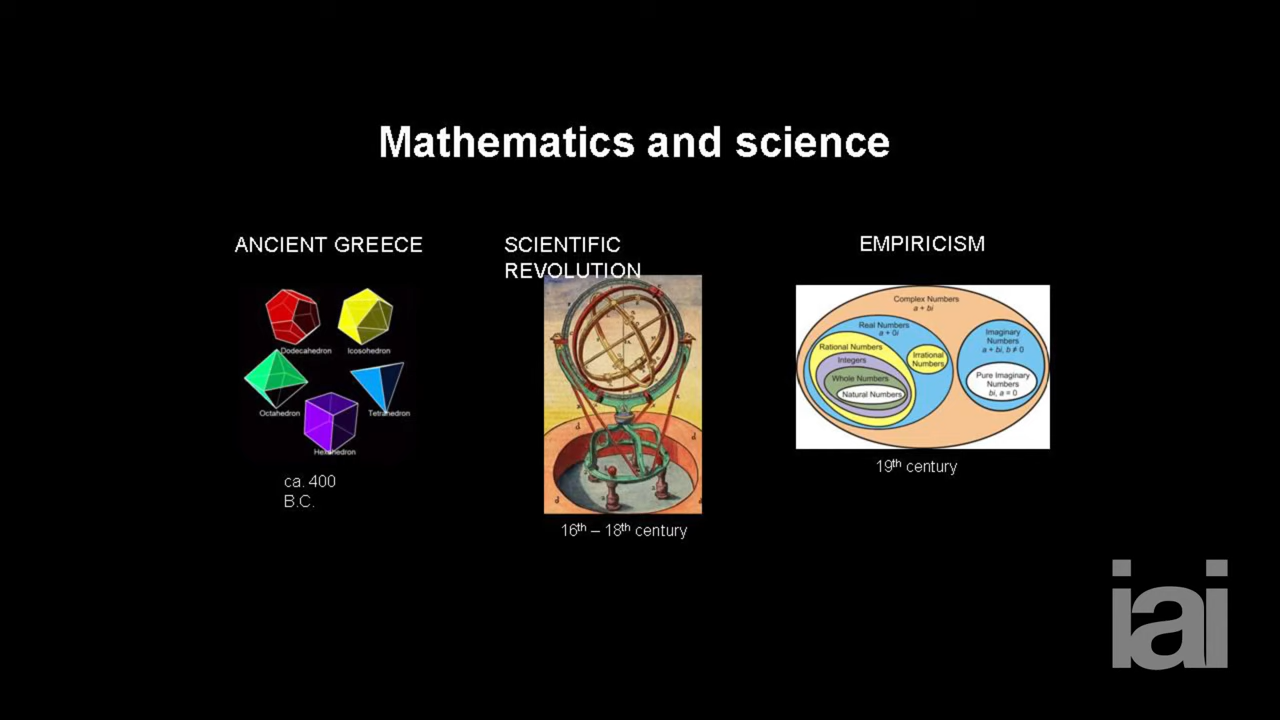 Mathematics and science
ANCIENT GREECE
Dodecahedron
Icosohedron
Octahedron
Tetrahedron
Hexahedron
ca. 400
B.C.
SCIENTIFIC
REVOLUTION
16th – 18th century
EMPIRICISM
Complex Numbers
a + bi
Real Numbers
a + 0i
Rational Numbers
Integers
Whole Numbers
Natural Numbers
Irrational
Numbers
Imaginary
Numbers
a + bi, b ≠ 0
Pure Imaginary
Numbers
bi, a = 0
19th century
iai